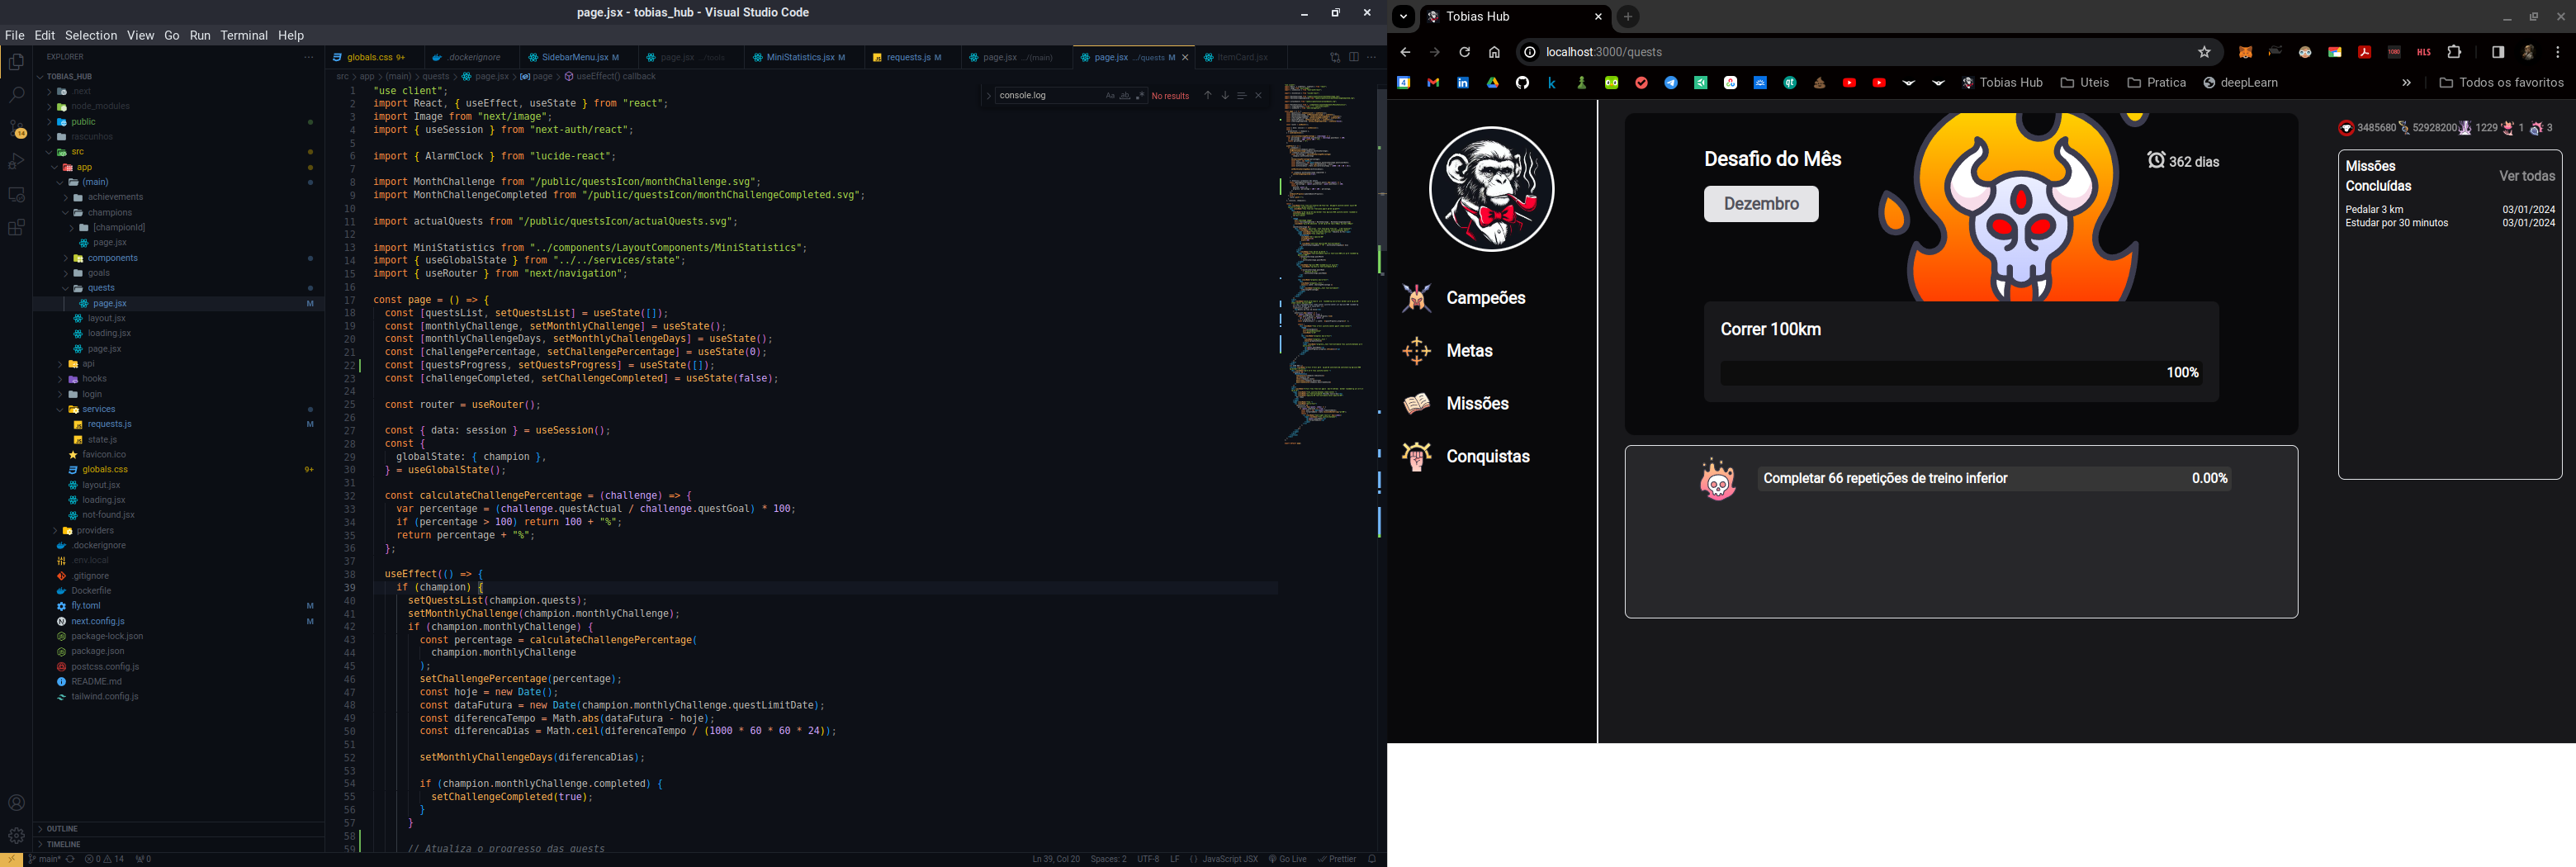 page.jsx - tobias_hub - Visual Studio Code
File Edit Selection View Go Run Terminal Help
EXPLORER
TOBIAS_HUB
.next
node_modules
public
rascunhos
src
app
(main)
achievements
champions
[championId]
page.jsx
components
goals
quests
page.jsx M
layout.jsx
loading.jsx
page.jsx
api
hooks
login
services
requests.js M
state.js
favicon.ico
globals.css 9+
layout.jsx
loading.jsx
not-found.jsx
providers
.dockerignore
.env.local
.gitignore
Dockerfile
fly.toml M
next.config.js M
package-lock.json
package.json
postcss.config.js
README.md
tailwind.config.js
OUTLINE
TIMELINE
14
globals.css 9+ .dockerignore SidebarMenu.jsx M page.jsx .../tools MiniStatistics.jsx M requests.js M page.jsx .../(main) page.jsx .../quests M ItemCard.jsx
src > app > (main) > quests > page.jsx > page > useEffect() callback
console.log Aa ab No results
1 "use client";
2 import React, { useEffect, useState } from "react";
3 import Image from "next/image";
4 import { useSession } from "next-auth/react";
5
6 import { AlarmClock } from "lucide-react";
7
8 import MonthChallenge from "/public/questsIcon/monthChallenge.svg";
9 import MonthChallengeCompleted from "/public/questsIcon/monthChallengeCompleted.svg";
10
11 import actualQuests from "/public/questsIcon/actualQuests.svg";
12
13 import MiniStatistics from "../components/LayoutComponents/MiniStatistics";
14 import { useGlobalState } from "../../services/state";
15 import { useRouter } from "next/navigation";
16
17 const page = () => {
18 const [questsList, setQuestsList] = useState([]);
19 const [monthlyChallenge, setMonthlyChallenge] = useState();
20 const [monthlyChallengeDays, setMonthlyChallengeDays] = useState();
21 const [challengePercentage, setChallengePercentage] = useState(0);
22 const [questsProgress, setQuestsProgress] = useState([]);
23 const [challengeCompleted, setChallengeCompleted] = useState(false);
24
25 const router = useRouter();
26
27 const { data: session } = useSession();
28 const {
29 globalState: { champion },
30 } = useGlobalState();
31
32 const calculateChallengePercentage = (challenge) => {
33 var percentage = (challenge.questActual / challenge.questGoal) * 100;
34 if (percentage > 100) return 100 + "%";
35 return percentage + "%";
36 };
37
38 useEffect(() => {
39 if (champion) {
40 setQuestsList(champion.quests);
41 setMonthlyChallenge(champion.monthlyChallenge);
42 if (champion.monthlyChallenge) {
43 const percentage = calculateChallengePercentage(
44 champion.monthlyChallenge
45 );
46 setChallengePercentage(percentage);
47 const hoje = new Date();
48 const dataFutura = new Date(champion.monthlyChallenge.questLimitDate);
49 const diferencaTempo = Math.abs(dataFutura - hoje);
50 const diferencaDias = Math.ceil(diferencaTempo / (1000 * 60 * 60 * 24));
51
52 setMonthlyChallengeDays(diferencaDias);
53
54 if (champion.monthlyChallenge.completed) {
55 setChallengeCompleted(true);
56 }
57 }
58
59 // Atualiza o progresso das quests
main* 0 14 0 Ln 39, Col 20 Spaces: 2 UTF-8 LF {} JavaScript JSX Go Live Prettier
Tobias Hub
localhost:3000/quests HLS
Tobias Hub Uteis Pratica deepLearn » Todos os favoritos
Campeões
Metas
Missões
Conquistas
Desafio do Mês
362 dias
Dezembro
Correr 100km
100%
Completar 66 repetições de treino inferior 0.00%
3485680 52928200 1229 1 3
Missões
Concluídas
Ver todas
Pedalar 3 km 03/01/2024
Estudar por 30 minutos 03/01/2024